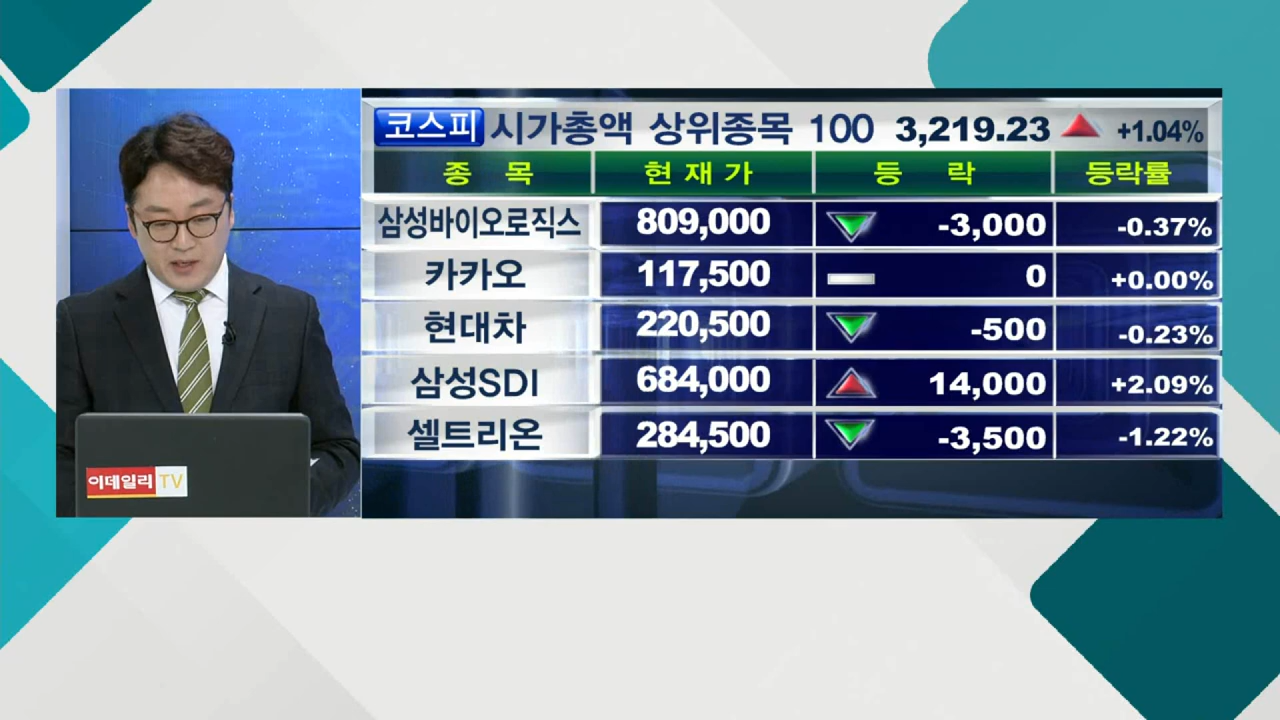 코스피 시가총액 상위종목 100 3,219.23 +1.04%
종 목 현 재 가 등 락 등락률
삼성바이오로직스 809,000 -3,000 -0.37%
카카오 117,500 0 +0.00%
현대차 220,500 -500 -0.23%
삼성SDI 684,000 14,000 +2.09%
셀트리온 284,500 -3,500 -1.22%
이데일리TV